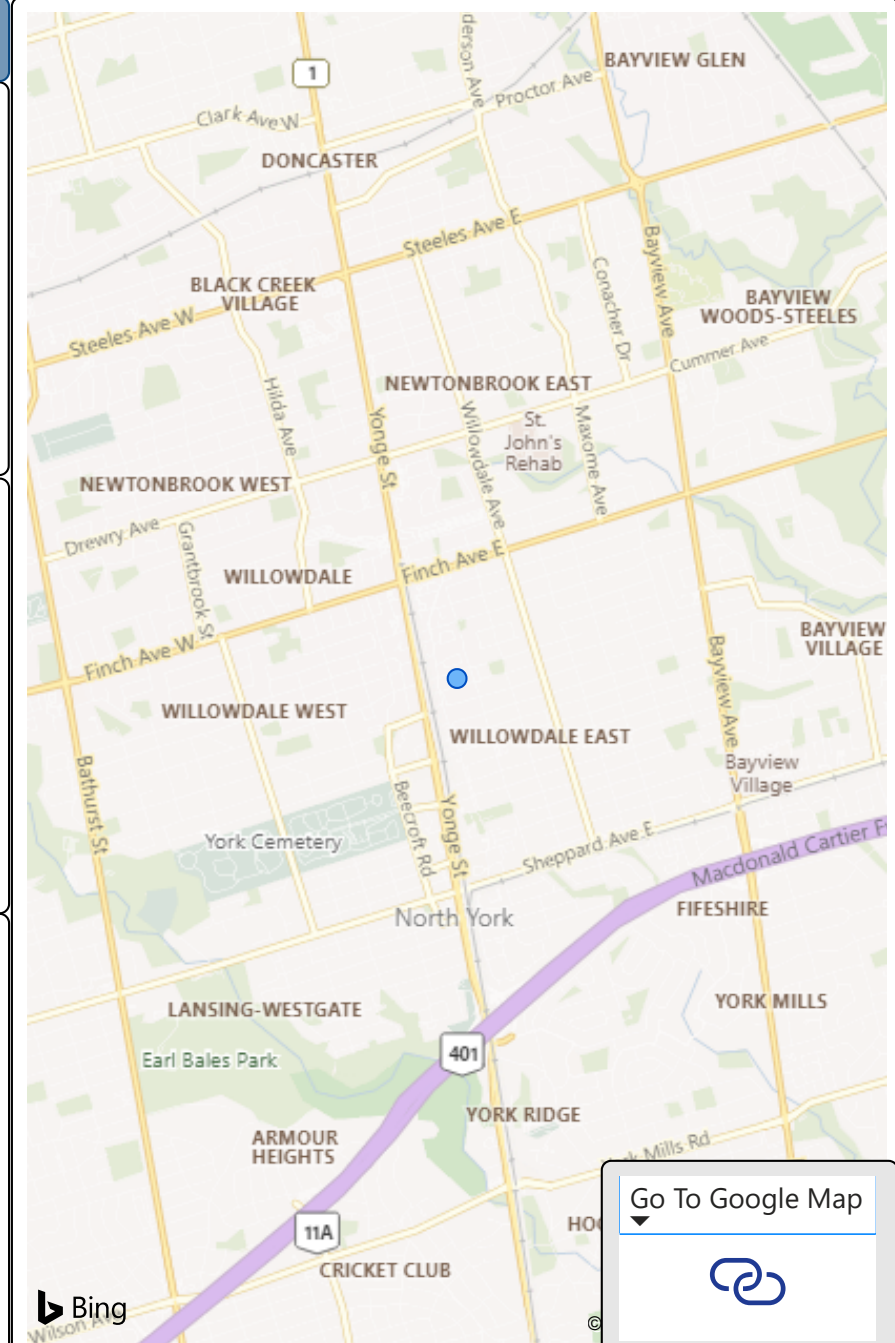 BAYVIEW GLEN
1
derson Ave
Proctor Ave
Clark Ave W
DONCASTER
Steeles Ave E
Bayview Ave
Conacher Dr
BLACK CREEK
VILLAGE
BAYVIEW
WOODS-STEELES
Steeles Ave W
Cummer Ave
NEWTONBROOK EAST
Hilda Ave
Yonge St
Willowdale Ave
St.
John's
Rehab
Maxome Ave
NEWTONBROOK WEST
Drewry Ave
Grantbrook St
Finch Ave E
WILLOWDALE
BAYVIEW
VILLAGE
Finch Ave W
Bayview Ave
WILLOWDALE WEST
WILLOWDALE EAST
Bathurst St
Bayview
Village
Beecroft Rd
Yonge St
York Cemetery
Sheppard Ave E
Macdonald Cartier F
North York
FIFESHIRE
LANSING-WESTGATE
YORK MILLS
Earl Bales Park
401
YORK RIDGE
ARMOUR
HEIGHTS
rk Mills Rd
Go To Google Map
11A
HOG
CRICKET CLUB
Bing
©
Wilson Av